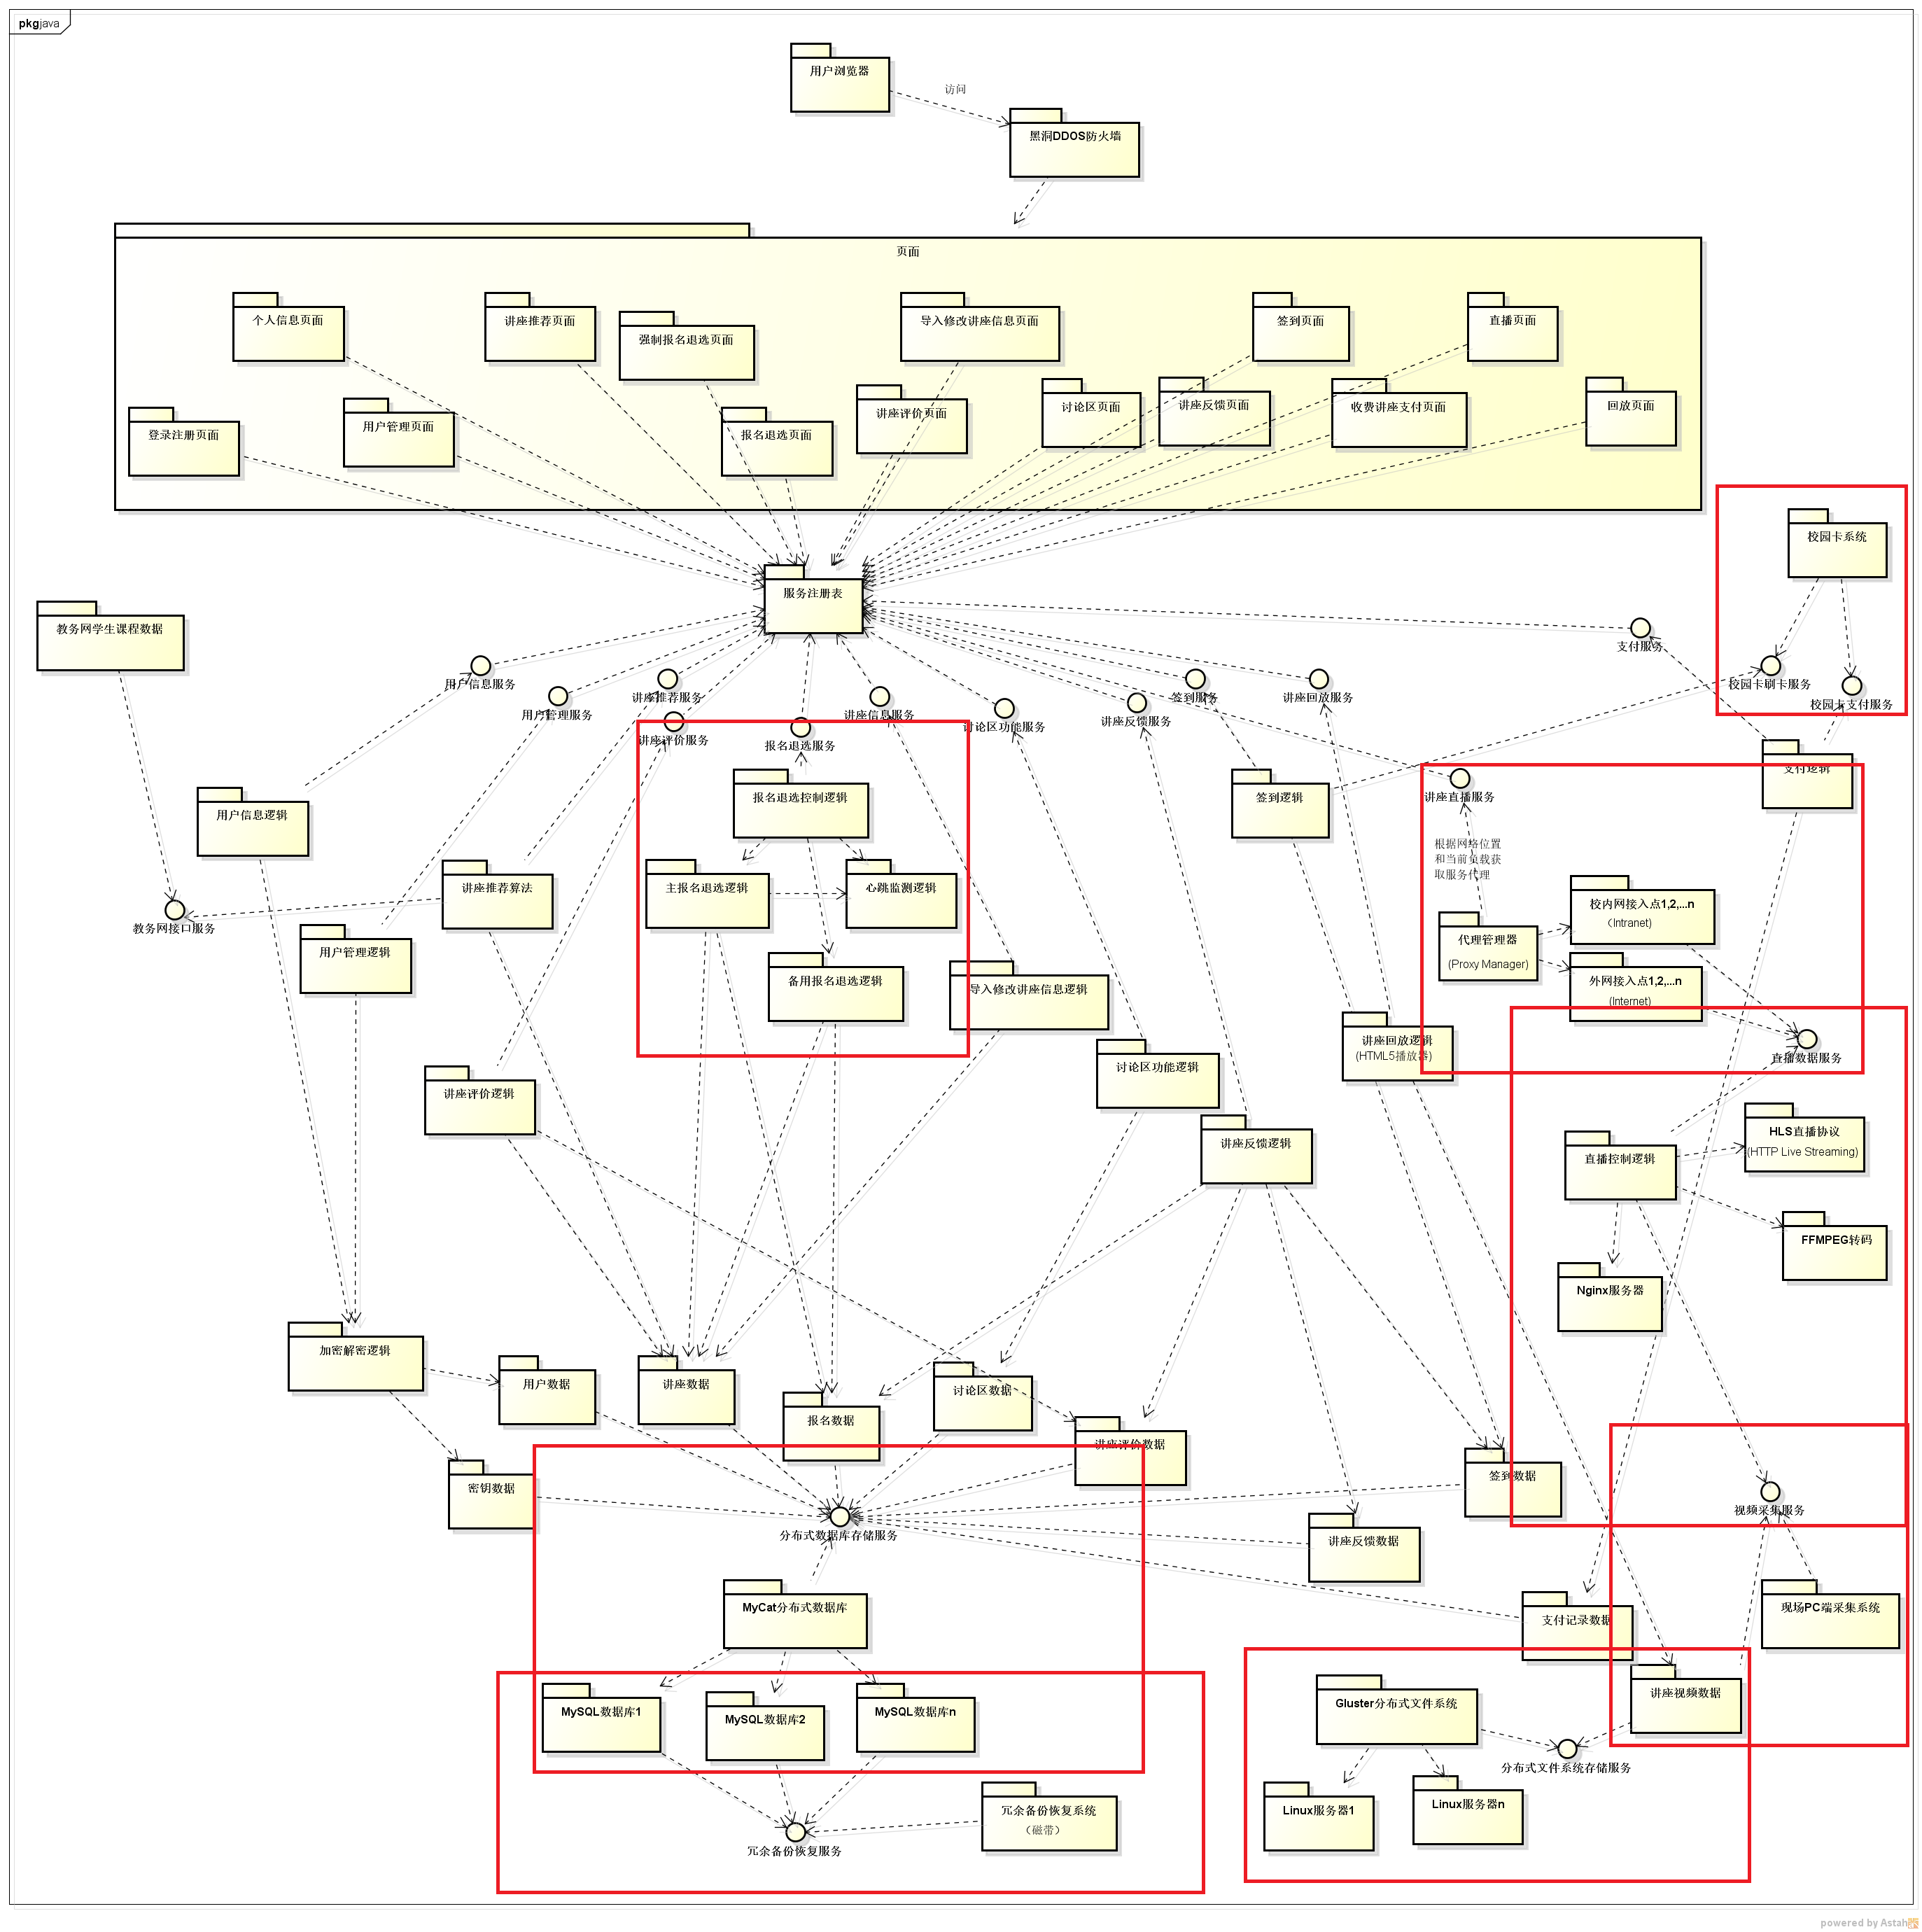 pkg java
用户浏览器
访问
黑洞DDOS防火墙
页面
个人信息页面
讲座推荐页面
强制报名退选页面
导入修改讲座信息页面
签到页面
直播页面
登录注册页面
用户管理页面
报名退选页面
讲座评价页面
讨论区页面
讲座反馈页面
收费讲座支付页面
回放页面
校园卡系统
服务注册表
教务网学生课程数据
支付服务
用户信息服务
用户管理服务
讲座推荐服务
讲座评价服务
报名退选服务
讲座信息服务
讨论区功能服务
讲座反馈服务
签到服务
讲座回放服务
校园卡刷卡服务
校园卡支付服务
用户信息逻辑
报名退选控制逻辑
签到逻辑
讲座直播服务
支付逻辑
根据网络位置
和当前负载获
取服务代理
教务网接口服务
讲座推荐算法
主报名退选逻辑
心跳监测逻辑
校内网接入点1,2,...n
(Intranet)
用户管理逻辑
备用报名退选逻辑
导入修改讲座信息逻辑
代理管理器
(Proxy Manager)
外网接入点1,2,...n
(Internet)
讲座回放逻辑
(HTML5播放器)
直播数据服务
讲座评价逻辑
讨论区功能逻辑
讲座反馈逻辑
直播控制逻辑
HLS直播协议
(HTTP Live Streaming)
FFMPEG转码
Nginx服务器
加密解密逻辑
用户数据
讲座数据
报名数据
讨论区数据
讲座评价数据
签到数据
密钥数据
分布式数据库存储服务
讲座反馈数据
视频采集服务
MyCat分布式数据库
支付记录数据
现场PC端采集系统
MySQL数据库1
MySQL数据库2
MySQL数据库n
Gluster分布式文件系统
讲座视频数据
分布式文件系统存储服务
冗余备份恢复系统
（磁带）
Linux服务器1
Linux服务器n
冗余备份恢复服务
powered by Astah